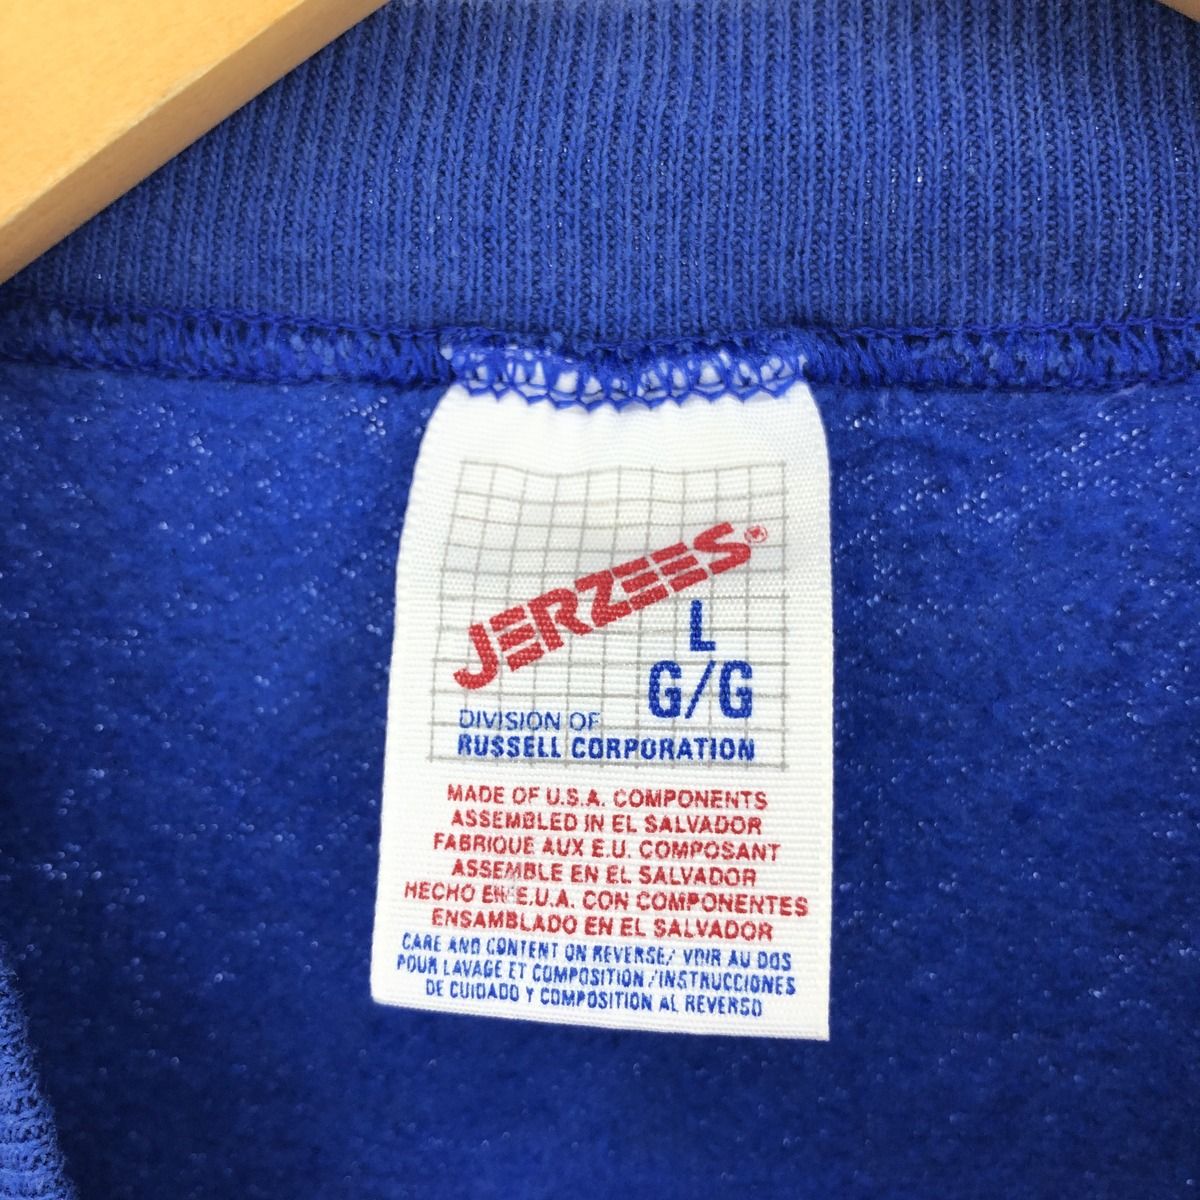 JERZEES®
L
G/G
DIVISION OF
RUSSELL CORPORATION
MADE OF U.S.A. COMPONENTS
ASSEMBLED IN EL SALVADOR
FABRIQUE AUX E.U. COMPOSANT
ASSEMBLE EN EL SALVADOR
HECHO EN E.U.A. CON COMPONENTES
ENSAMBLADO EN EL SALVADOR
CARE AND CONTENT ON REVERSE/ VOIR AU DOS
POUR LAVAGE ET COMPOSITION /INSTRUCCIONES
DE CUIDADO Y COMPOSITION AL REVERSO